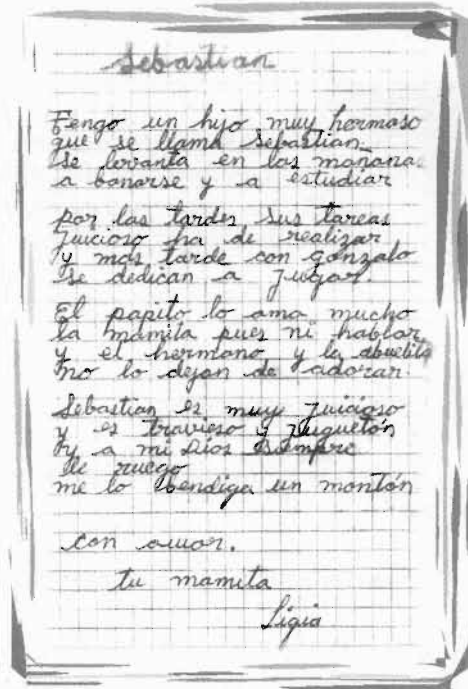 Sebastian
Tengo un hijo muy hermoso
que se llama Sebastian
se levanta en las mañanas
a banarse y a estudiar
por las tardes sus tareas
juicioso ha de realizar
y mas tarde con gonzalo
se dedican a jugar.
El papito lo ama mucho
la mamita pues ni hablar
y el hermano y la abuelita
no lo dejan de adorar.
Sebastian es muy juicioso
y es travieso y juguetón
y a mi Dios siempre
le ruego
me lo bendiga un montón
con amor.
tu mamita
Ligia